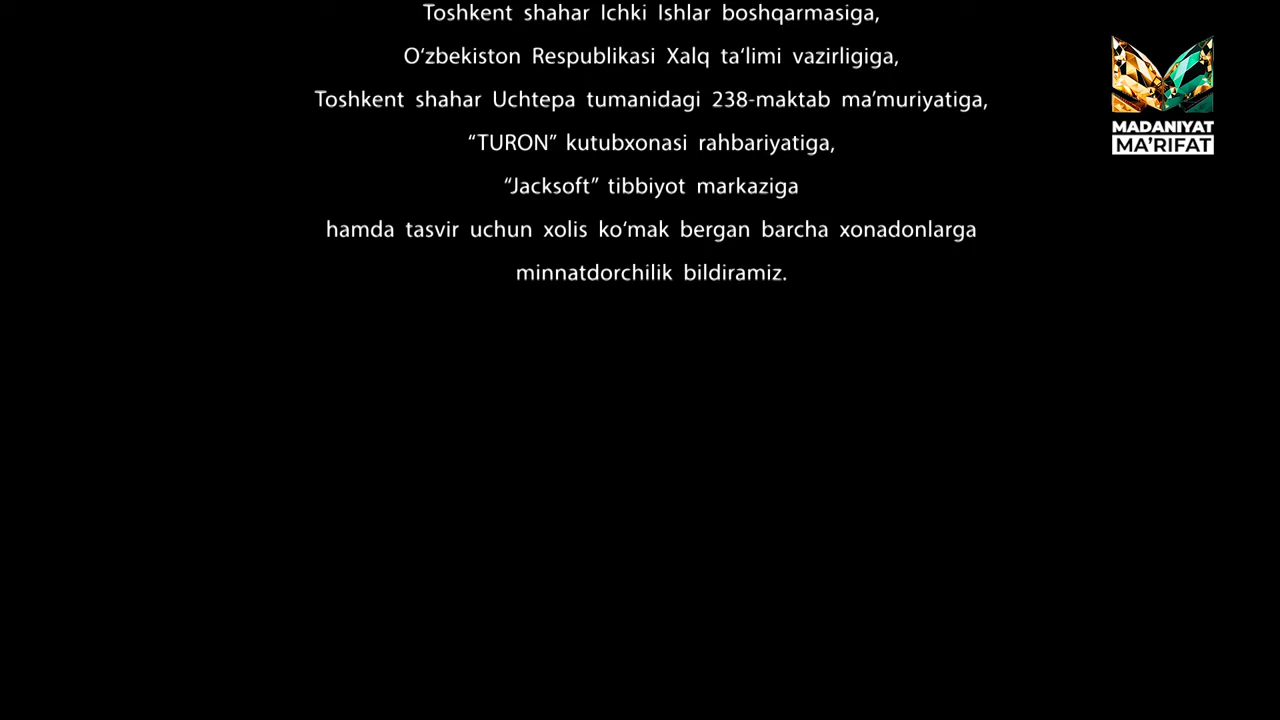 Toshkent shahar Ichki Ishlar boshqarmasiga,
O‘zbekiston Respublikasi Xalq ta‘limi vazirligiga,
Toshkent shahar Uchtepa tumanidagi 238-maktab ma’muriyatiga,
“TURON” kutubxonasi rahbariyatiga,
“Jacksoft” tibbiyot markaziga
hamda tasvir uchun xolis ko‘mak bergan barcha xonadonlarga
minnatdorchilik bildiramiz.
MADANIYAT
MA’RIFAT